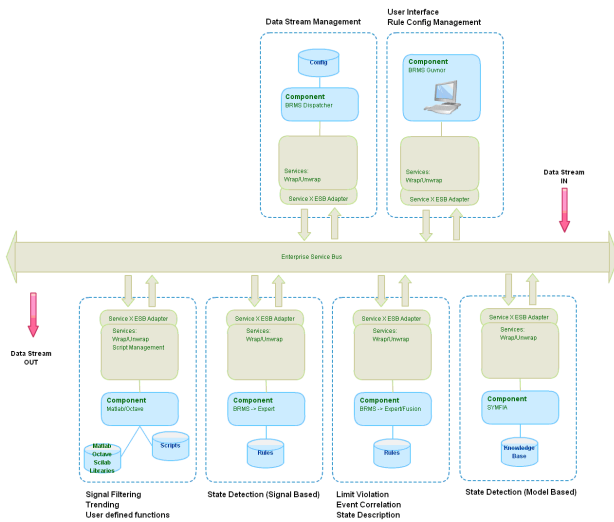 Data Stream Management
User Interface
Rule Config Management
Config
Component
BRMS Dispatcher
Component
BRMS Guvnor
Services:
Wrap/Unwrap
Service X ESB Adapter
Services:
Wrap/Unwrap
Service X ESB Adapter
Data Stream
IN
Enterprise Service Bus
Data Stream
OUT
Service X ESB Adapter
Services:
Wrap/Unwrap
Script Management
Component
Matlab/Octave
Matlab
Octave
Scilab
Libraries
Scripts
Signal Filtering
Trending
User defined functions
Service X ESB Adapter
Services:
Wrap/Unwrap
Component
BRMS -> Expert
Rules
State Detection (Signal Based)
Service X ESB Adapter
Services:
Wrap/Unwrap
Component
BRMS -> Expert/Fusion
Rules
Limit Violation
Event Correlation
State Description
Service X ESB Adapter
Services:
Wrap/Unwrap
Component
SYMFIA
Knowledge
Base
State Detection (Model Based)